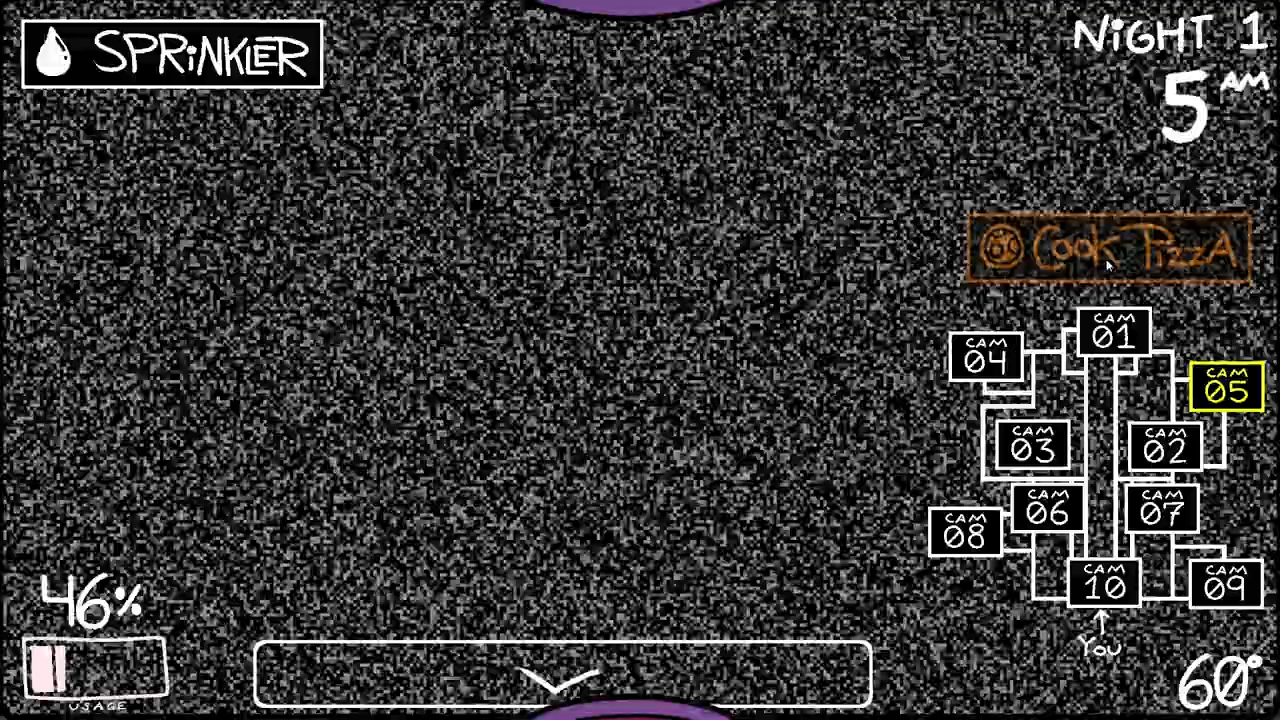 SPRiNKLER
NiGHT 1
5 AM
Cook PizzA
CAM 01
CAM 04
CAM 05
CAM 03
CAM 02
CAM 06
CAM 07
CAM 08
CAM 10
CAM 09
You
46%
USAGE
60°